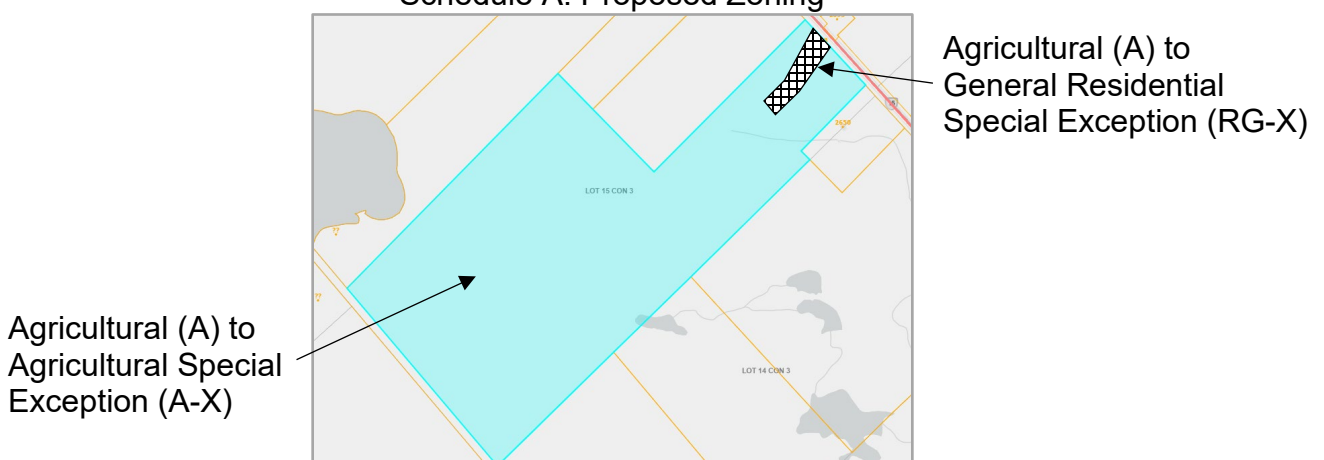 Schedule A: Proposed Zoning
Agricultural (A) to
General Residential
Special Exception (RG-X)
3650
LOT 15 CON 3
Agricultural (A) to
Agricultural Special
Exception (A-X)
LOT 14 CON 3